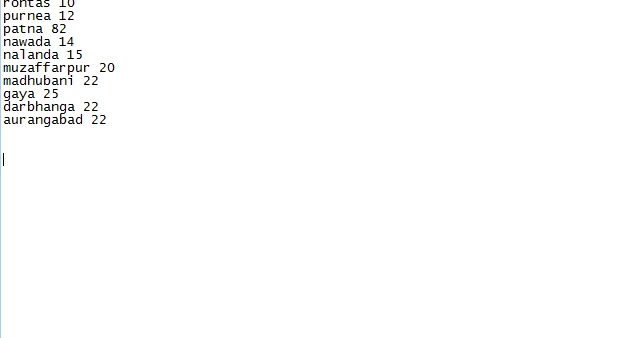 rohtas 10
purnea 12
patna 82
nawada 14
nalanda 15
muzaffarpur 20
madhubani 22
gaya 25
darbhanga 22
aurangabad 22